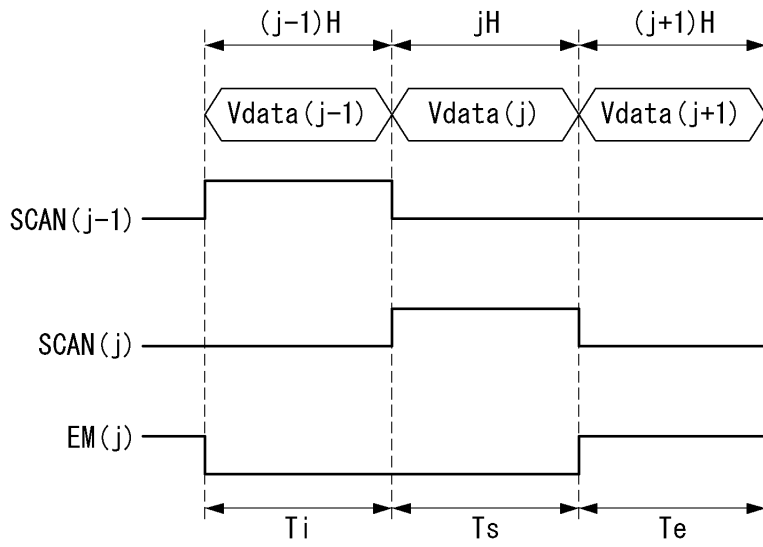 (j-1)H jH (j+1)H
Vdata(j-1) Vdata(j) Vdata(j+1)
SCAN(j-1)
SCAN(j)
EM(j)
Ti Ts Te